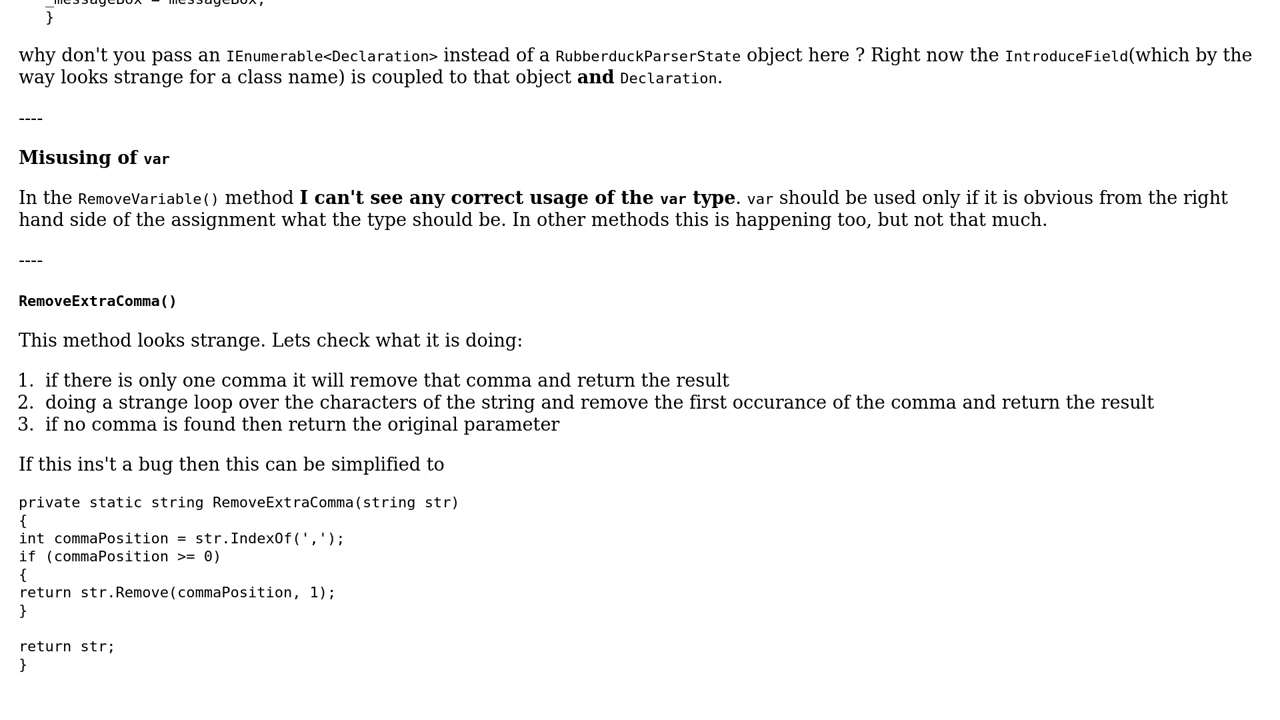 _messageBox = messageBox;
}
why don't you pass an IEnumerable<Declaration> instead of a RubberduckParserState object here ? Right now the IntroduceField(which by the
way looks strange for a class name) is coupled to that object and Declaration.
----
Misusing of var
In the RemoveVariable() method I can't see any correct usage of the var type. var should be used only if it is obvious from the right
hand side of the assignment what the type should be. In other methods this is happening too, but not that much.
----
RemoveExtraComma()
This method looks strange. Lets check what it is doing:
1. if there is only one comma it will remove that comma and return the result
2. doing a strange loop over the characters of the string and remove the first occurance of the comma and return the result
3. if no comma is found then return the original parameter
If this ins't a bug then this can be simplified to
private static string RemoveExtraComma(string str)
{
int commaPosition = str.IndexOf(',');
if (commaPosition >= 0)
{
return str.Remove(commaPosition, 1);
}
return str;
}